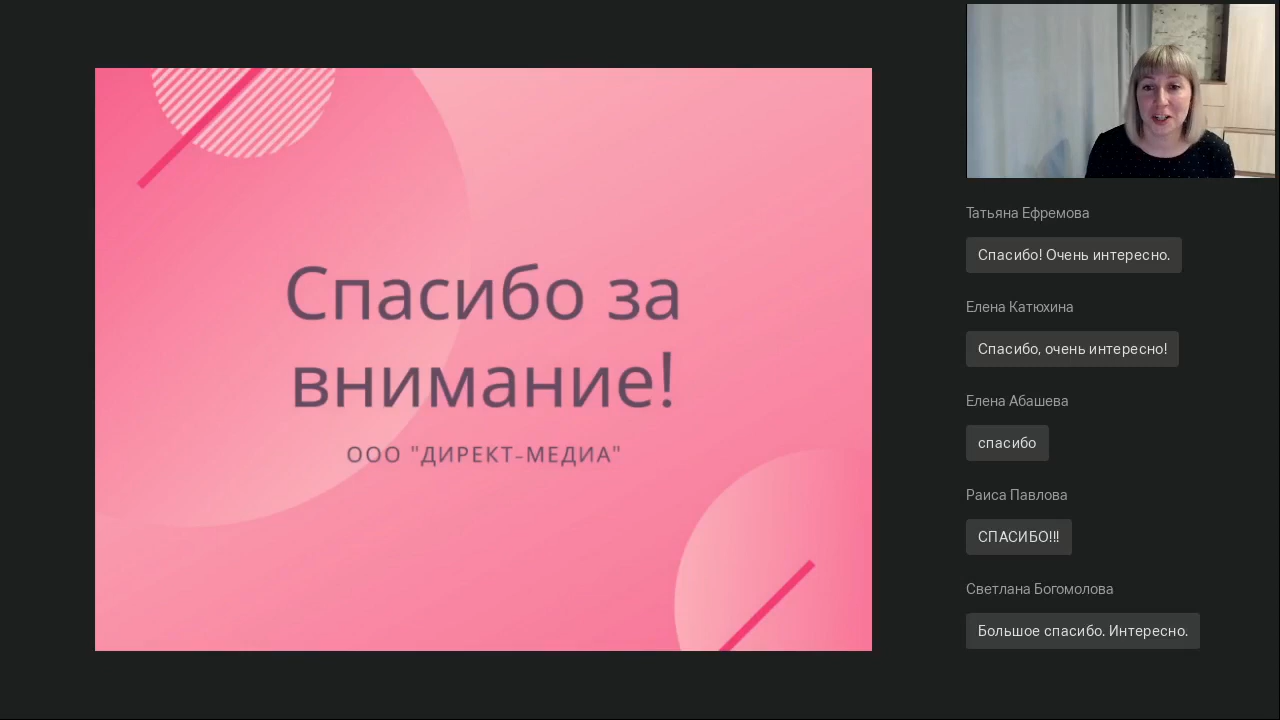 Спасибо за
внимание!
ООО "ДИРЕКТ-МЕДИА"
Татьяна Ефремова
Спасибо! Очень интересно.
Елена Катюхина
Спасибо, очень интересно!
Елена Абашева
спасибо
Раиса Павлова
СПАСИБО!!!
Светлана Богомолова
Большое спасибо. Интересно.